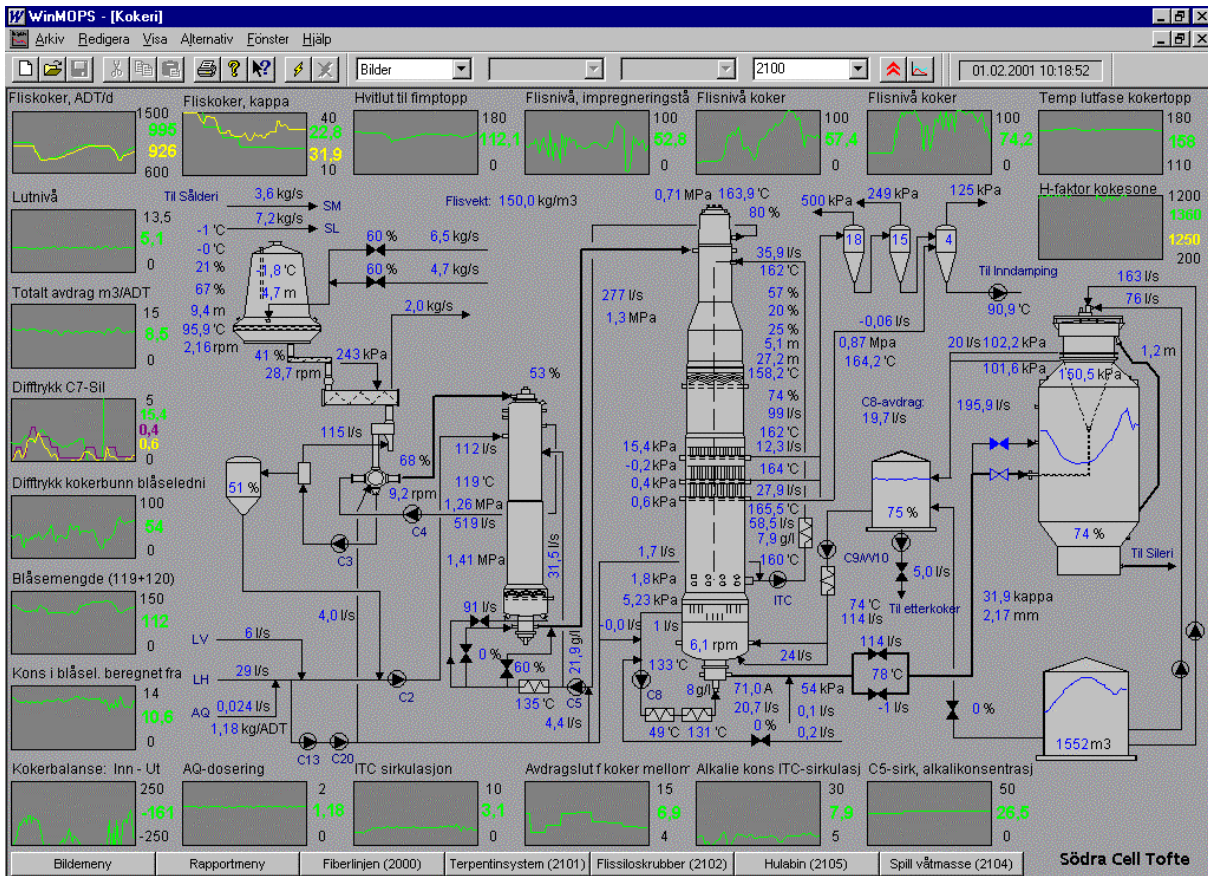 WinMOPS - [Kokeri]
Arkiv Redigera Visa Alternativ Fönster Hjälp
Bilder 2100 01.02.2001 10:18:52
Fliskoker, ADT/d
1500
995
926
600
Fliskoker, kappa
40
22,8
31,9
10
Hvitlut til fimptopp
180
112,1
0
Flisnivå, impregneringstå
100
52,8
0
Flisnivå koker
100
57,4
0
Flisnivå koker
100
74,2
0
Temp lutfase kokertopp
180
158
110
Lutnivå
13,5
5,1
0
Totalt avdrag m3/ADT
15
8,5
0
Difftrykk C7-Sil
5
15,4
0,4
0,6
0
Difftrykk kokerbunn blåseledni
100
54
0
Blåsemengde (119+120)
150
112
0
Kons i blåsel. beregnet fra
14
10,6
0
H-faktor kokesone
1200
1360
1250
200
Til Sålderi
3,6 kg/s
SM
7,2 kg/s
SL
-1 °C
-0 °C
21 %
67 %
9,4 m
95,9 °C
2,16 rpm
-1,8 °C
4,7 m
60 %
6,5 kg/s
60 %
4,7 kg/s
2,0 kg/s
41 %
243 kPa
28,7 rpm
Flisvekt: 150,0 kg/m3
115 l/s
51 %
68 %
9,2 rpm
C3
C4
53 %
112 l/s
119 °C
1,26 MPa
519 l/s
1,41 MPa
31,5 l/s
91 l/s
0 %
60 %
21,9 g/l
135 °C
C5
4,4 l/s
4,0 l/s
LV
6 l/s
LH
29 l/s
AQ
0,024 l/s
1,18 kg/ADT
C2
C13
C20
277 l/s
1,3 MPa
0,71 MPa
163,9 °C
80 %
35,9 l/s
162 °C
57 %
20 %
25 %
5,1 m
27,2 m
158,2 °C
74 %
99 l/s
162 °C
15,4 kPa
12,3 l/s
-0,2 kPa
164 °C
0,4 kPa
27,9 l/s
0,6 kPa
165,5 °C
58,5 l/s
7,9 g/l
1,7 l/s
160 °C
1,8 kPa
ITC
5,23 kPa
-0,0 l/s
1 l/s
6,1 rpm
24 l/s
133 °C
C8
8 g/l
71,0 A
20,7 l/s
0 %
49 °C
131 °C
54 kPa
0,1 l/s
0,2 l/s
500 kPa
249 kPa
125 kPa
18
15
4
Til Inndamping
90,9 °C
-0,06 l/s
0,87 Mpa
164,2 °C
C8-avdrag:
19,7 l/s
75 %
C9/W10
5,0 l/s
Til etterkoker
74 °C
114 l/s
114 l/s
78 °C
-1 l/s
163 l/s
76 l/s
20 l/s
102,2 kPa
101,6 kPa
150,5 kPa
1,2 m
195,9 l/s
74 %
Til Sileri
31,9 kappa
2,17 mm
0 %
1552 m3
Kokerbalanse: Inn - Ut
250
-161
-250
AQ-dosering
2
1,18
0
ITC sirkulasjon
10
3,1
0
Avdragslut f koker mellom
15
6,9
4
Alkalie kons ITC-sirkulasj
30
7,9
5
C5-sirk, alkalikonsentrasj
50
26,5
0
Bildemeny Rapportmeny Fiberlinjen (2000) Terpentinsystem (2101) Flissiloskrubber (2102) Hulabin (2105) Spill våtmasse (2104)
Södra Cell Tofte